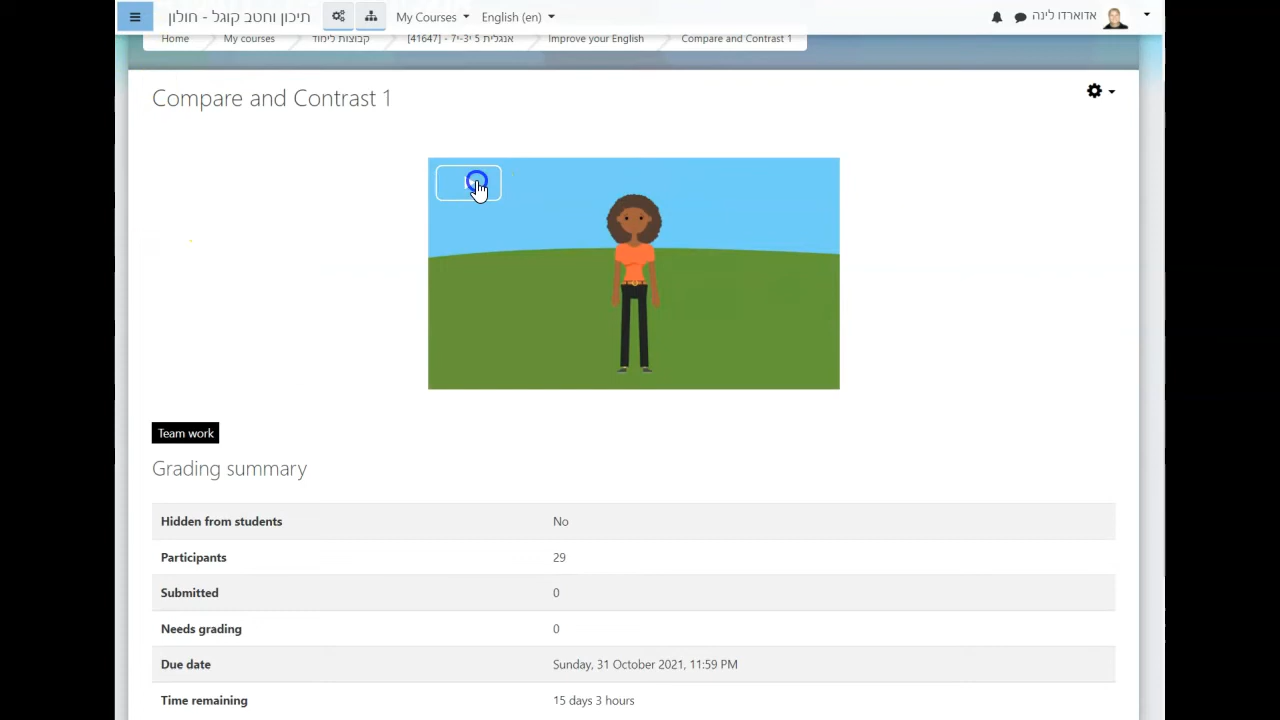 תיכון וחטב קוגל - חולון My Courses English (en) אדוארדו לינה
Home My courses קבוצות לימוד אנגלית 5 יוי-יז - [41647] Improve your English Compare and Contrast 1
Compare and Contrast 1
Team work
Grading summary
Hidden from students No
Participants 29
Submitted 0
Needs grading 0
Due date Sunday, 31 October 2021, 11:59 PM
Time remaining 15 days 3 hours